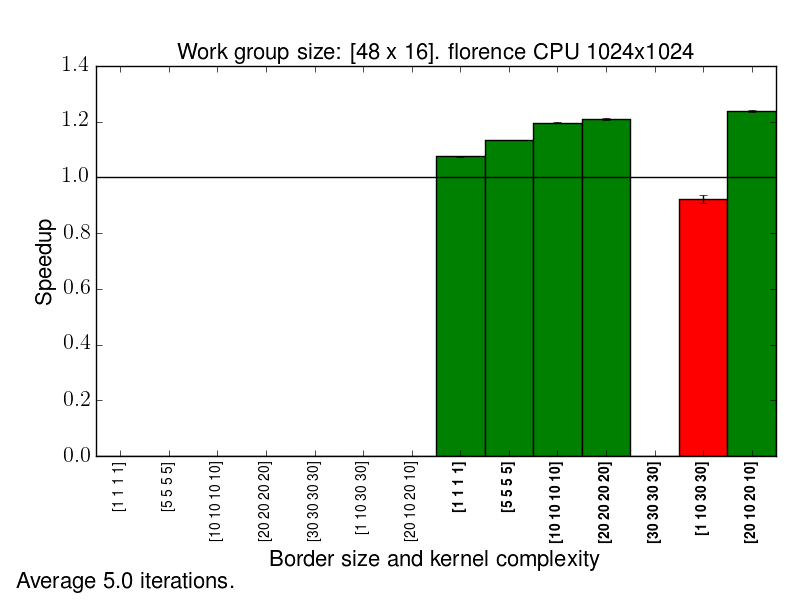 Work group size: [48 x 16]. florence CPU 1024x1024
1.4
1.2
1.0
0.8
0.6
0.4
0.2
0.0
Speedup
[1 1 1 1]
[5 5 5 5]
[10 10 10 10]
[20 20 20 20]
[30 30 30 30]
[1 10 30 30]
[20 10 20 10]
[1 1 1 1]
[5 5 5 5]
[10 10 10 10]
[20 20 20 20]
[30 30 30 30]
[1 10 30 30]
[20 10 20 10]
Border size and kernel complexity
Average 5.0 iterations.